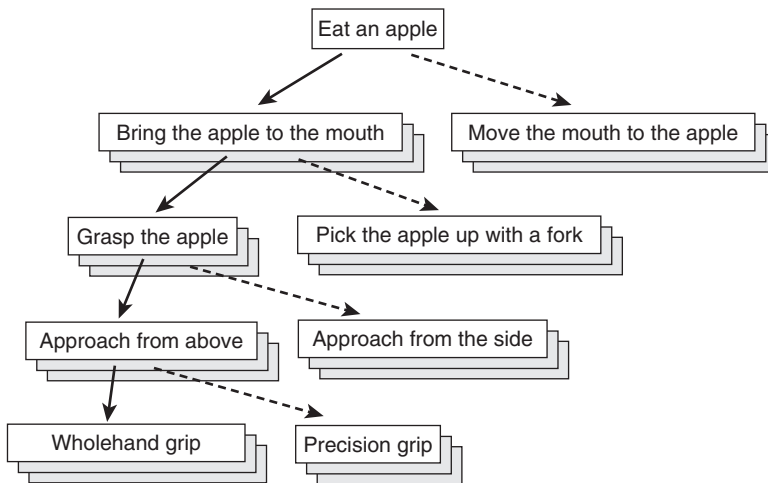 Eat an apple
Bring the apple to the mouth
Move the mouth to the apple
Grasp the apple
Pick the apple up with a fork
Approach from above
Approach from the side
Wholehand grip
Precision grip